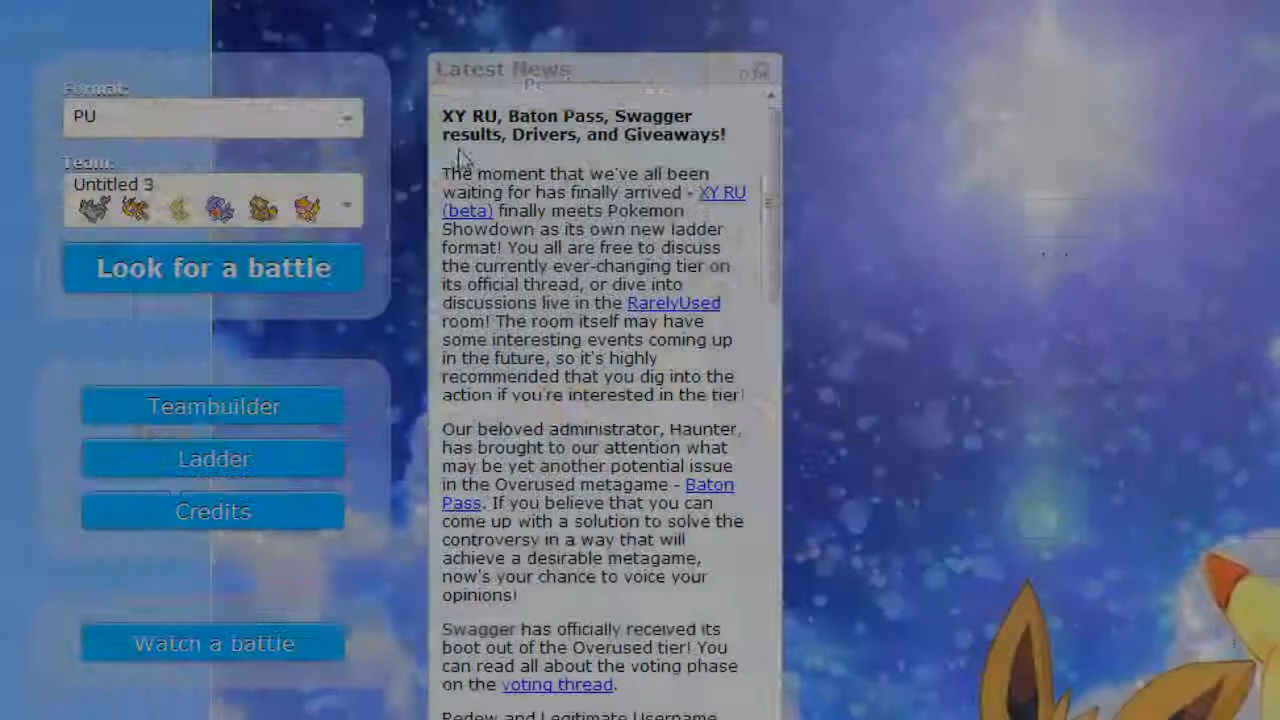 Format:
PU
Team:
Untitled 3
Look for a battle
Teambuilder
Ladder
Credits
Watch a battle
Latest News
XY RU, Baton Pass, Swagger
results, Drivers, and Giveaways!
The moment that we've all been
waiting for has finally arrived - XY RU
(beta) finally meets Pokemon
Showdown as its own new ladder
format! You all are free to discuss
the currently ever-changing tier on
its official thread, or dive into
discussions live in the RarelyUsed
room! The room itself may have
some interesting events coming up
in the future, so it's highly
recommended that you dig into the
action if you're interested in the tier!
Our beloved administrator, Haunter,
has brought to our attention what
may be yet another potential issue
in the Overused metagame - Baton
Pass. If you believe that you can
come up with a solution to solve the
controversy in a way that will
achieve a desirable metagame,
now's your chance to voice your
opinions!
Swagger has officially received its
boot out of the Overused tier! You
can read all about the voting phase
on the voting thread.
and Legitimate Username